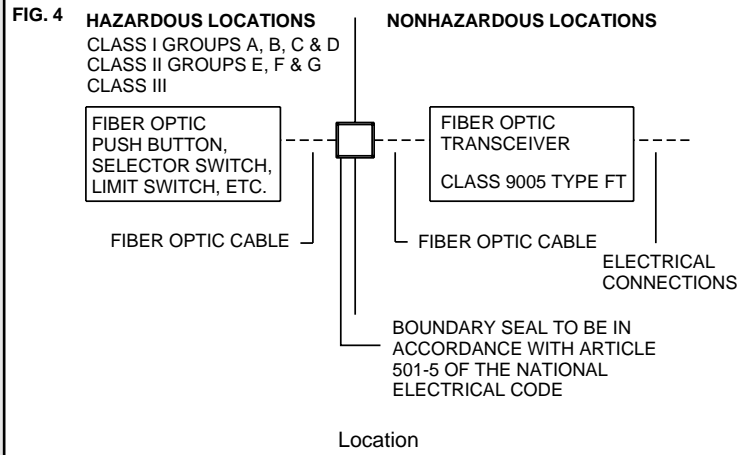 FIG. 4
HAZARDOUS LOCATIONS
CLASS I GROUPS A, B, C & D
CLASS II GROUPS E, F & G
CLASS III
NONHAZARDOUS LOCATIONS
FIBER OPTIC
PUSH BUTTON,
SELECTOR SWITCH,
LIMIT SWITCH, ETC.
FIBER OPTIC
TRANSCEIVER
CLASS 9005 TYPE FT
FIBER OPTIC CABLE
FIBER OPTIC CABLE
ELECTRICAL
CONNECTIONS
BOUNDARY SEAL TO BE IN
ACCORDANCE WITH ARTICLE
501-5 OF THE NATIONAL
ELECTRICAL CODE
Location